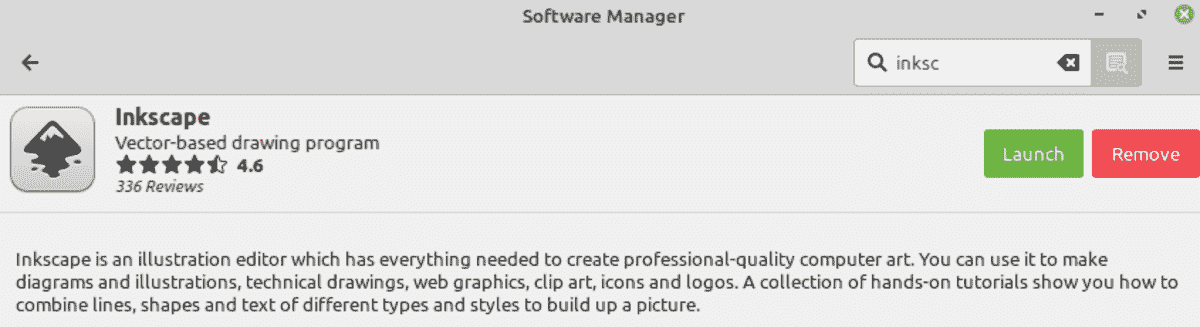 Software Manager
inksc
Inkscape
Vector-based drawing program
4.6
336 Reviews
Launch
Remove
Inkscape is an illustration editor which has everything needed to create professional-quality computer art. You can use it to make
diagrams and illustrations, technical drawings, web graphics, clip art, icons and logos. A collection of hands-on tutorials show you how to
combine lines, shapes and text of different types and styles to build up a picture.